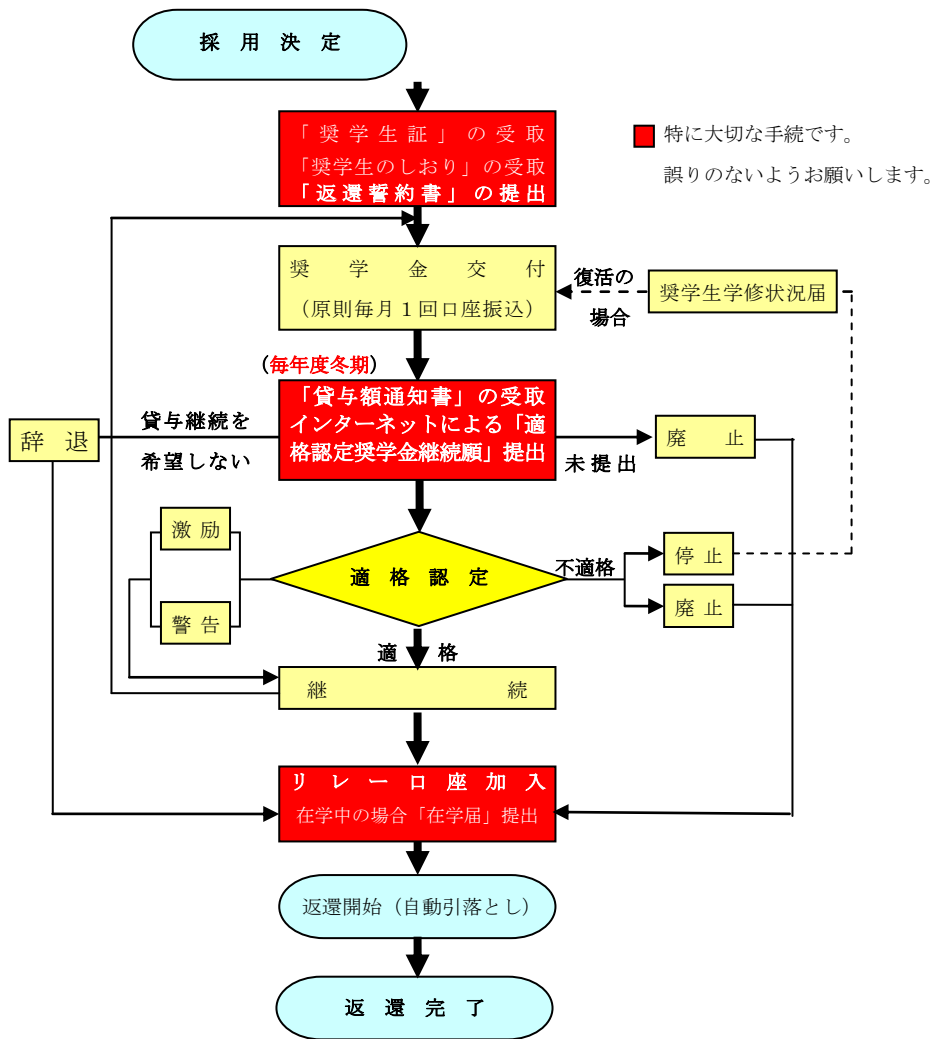 採用決定
「奨学生証」の受取
「奨学生のしおり」の受取
「返還誓約書」の提出
特に大切な手続です。
誤りのないようお願いします。
奨学金交付
（原則毎月１回口座振込）
復活の
場合
奨学生学修状況届
（毎年度冬期）
「貸与額通知書」の受取
インターネットによる「適
格認定奨学金継続願」提出
辞退
貸与継続を
希望しない
未提出
廃止
激励
警告
適格認定
不適格
停止
廃止
適格
継続
リレー口座加入
在学中の場合「在学届」提出
返還開始（自動引落とし）
返還完了